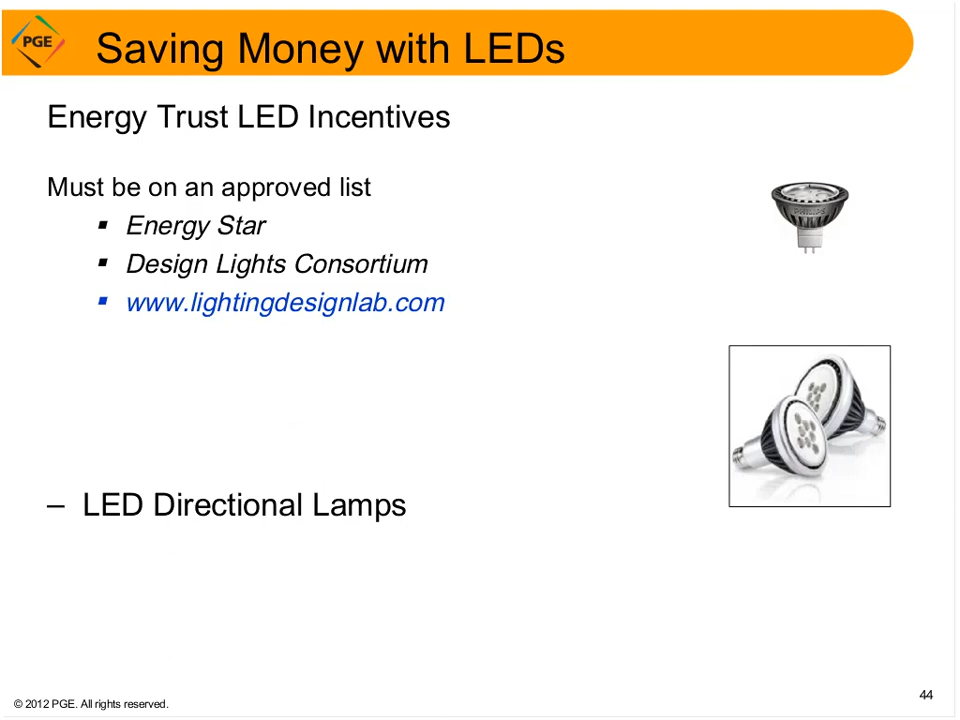 PGE
Saving Money with LEDs
Energy Trust LED Incentives
Must be on an approved list
▪ Energy Star
▪ Design Lights Consortium
▪ www.lightingdesignlab.com
PHILIPS
– LED Directional Lamps
© 2012 PGE. All rights reserved.
44